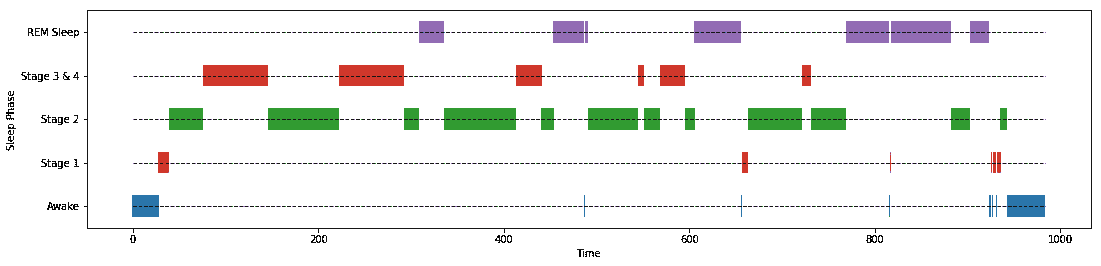 REM Sleep
Stage 3 & 4
Stage 2
Stage 1
Awake
Sleep Phase
0 200 400 600 800 1000
Time